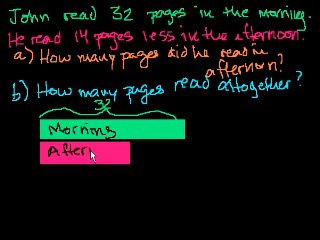 John read 32 pages in the morning.
He read 14 pages less in the afternoon.
a) How many pages did he read in
afternoon?
b) How many pages read altogether?
32
Morning
After